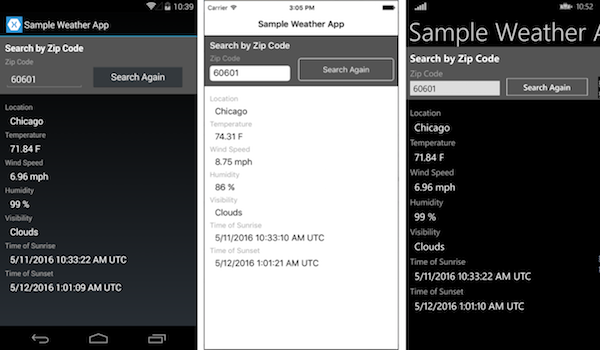 10:39
Sample Weather App
Search by Zip Code
Zip Code
60601
Search Again
Location
Chicago
Temperature
71.84 F
Wind Speed
6.96 mph
Humidity
99 %
Visibility
Clouds
Time of Sunrise
5/11/2016 10:33:22 AM UTC
Time of Sunset
5/12/2016 1:01:09 AM UTC
Carrier
3:05 PM
Sample Weather App
Search by Zip Code
Zip Code
60601
Search Again
Location
Chicago
Temperature
74.31 F
Wind Speed
8.75 mph
Humidity
86 %
Visibility
Clouds
Time of Sunrise
5/11/2016 10:33:10 AM UTC
Time of Sunset
5/12/2016 1:01:21 AM UTC
10:52
Sample Weather A
Search by Zip Code
Zip Code
60601
Search Again
Location
Chicago
Temperature
71.84 F
Wind Speed
6.96 mph
Humidity
99 %
Visibility
Clouds
Time of Sunrise
5/11/2016 10:33:22 AM UTC
Time of Sunset
5/12/2016 1:01:10 AM UTC